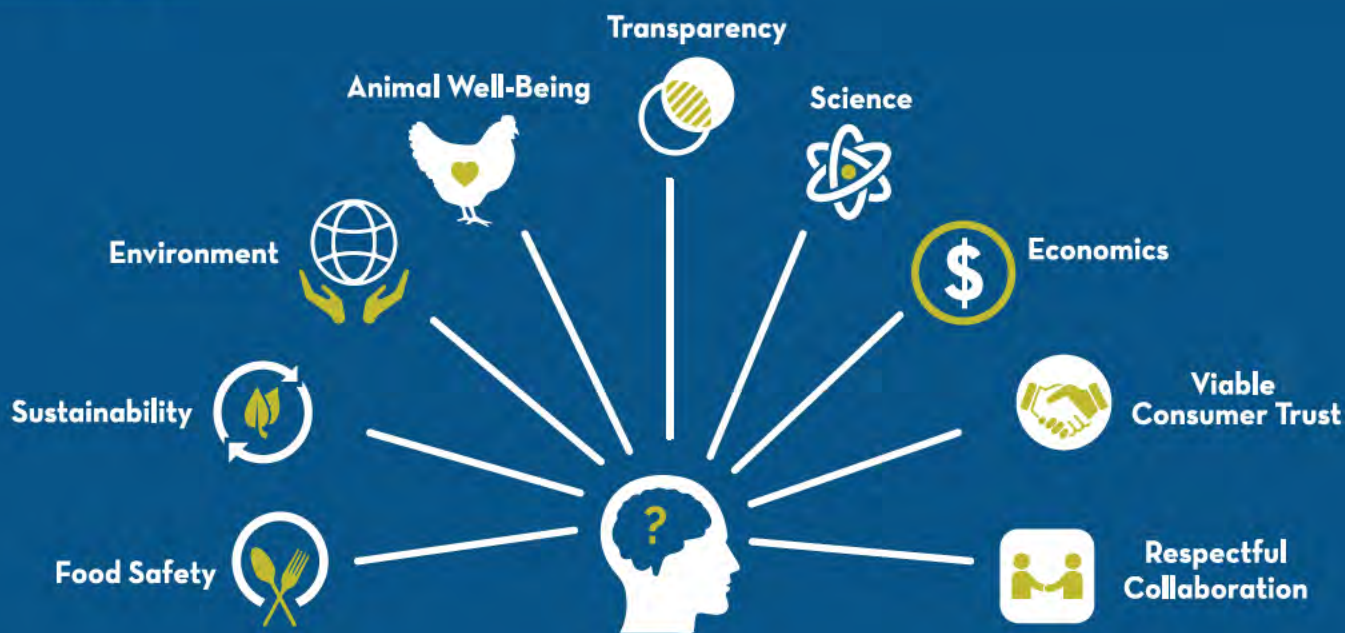 Transparency
Animal Well-Being
Science
Environment
$
Economics
Sustainability
Viable
Consumer Trust
?
Food Safety
Respectful
Collaboration